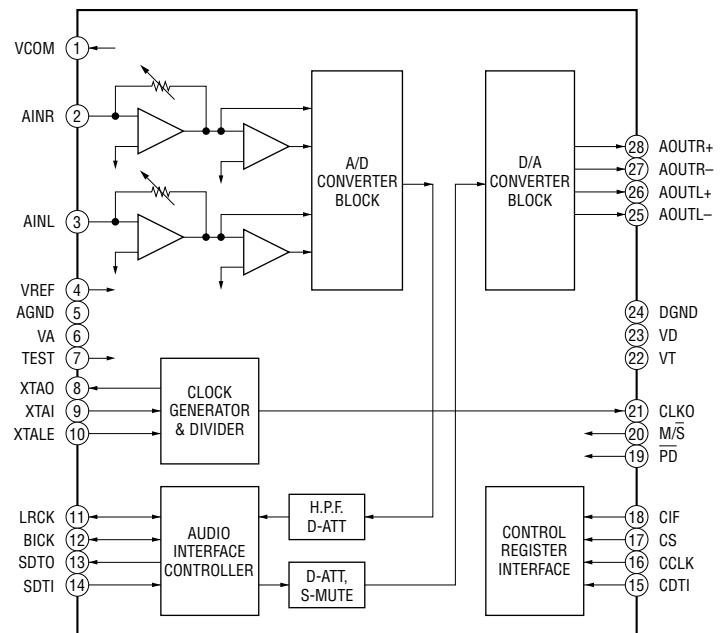 VCOM 1
AINR 2
AINL 3
VREF 4
AGND 5
VA 6
TEST 7
XTAO 8
XTAI 9
XTALE 10
LRCK 11
BICK 12
SDTO 13
SDTI 14
A/D
CONVERTER
BLOCK
D/A
CONVERTER
BLOCK
CLOCK
GENERATOR
& DIVIDER
AUDIO
INTERFACE
CONTROLLER
H.P.F.
D-ATT
D-ATT,
S-MUTE
CONTROL
REGISTER
INTERFACE
28 AOUTR+
27 AOUTR–
26 AOUTL+
25 AOUTL–
24 DGND
23 VD
22 VT
21 CLKO
20 M/S̅
19 P̅D̅
18 CIF
17 CS
16 CCLK
15 CDTI